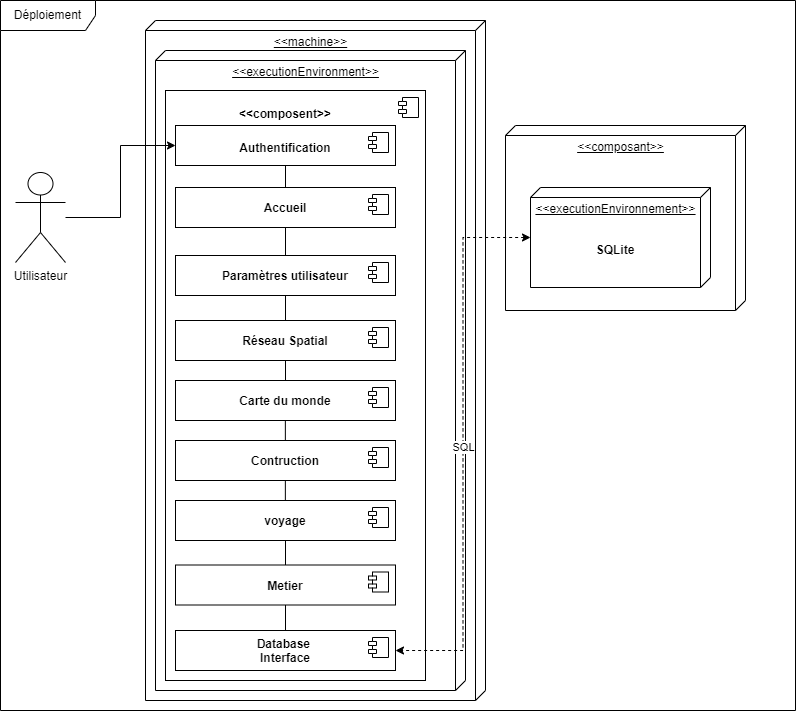 Déploiement
<<machine>>
<<executionEnvironment>>
<<composent>>
Authentification
Accueil
Paramètres utilisateur
Réseau Spatial
Carte du monde
Contruction
voyage
Metier
Database
Interface
Utilisateur
SQL
<<composant>>
<<executionEnvironnement>>
SQLite